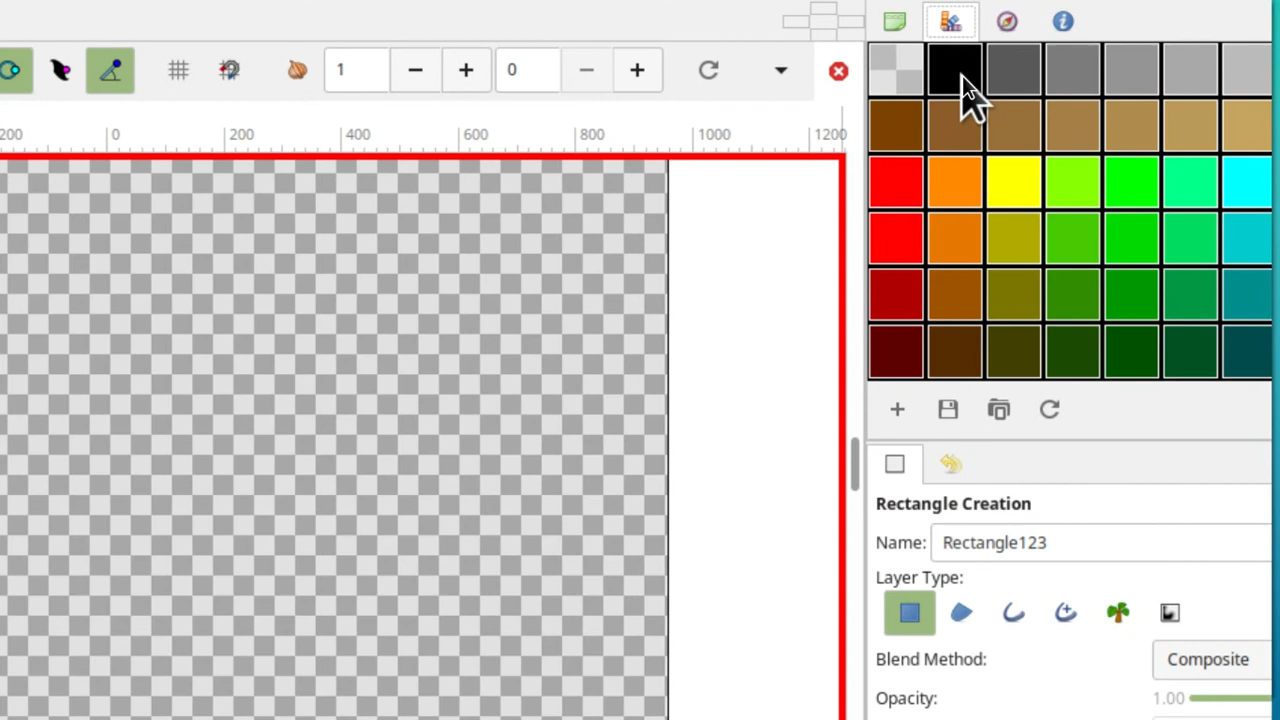 1
0
200
0
200
400
600
800
1000
1200
Rectangle Creation
Name: Rectangle123
Layer Type:
Blend Method: Composite
Opacity: 1.00